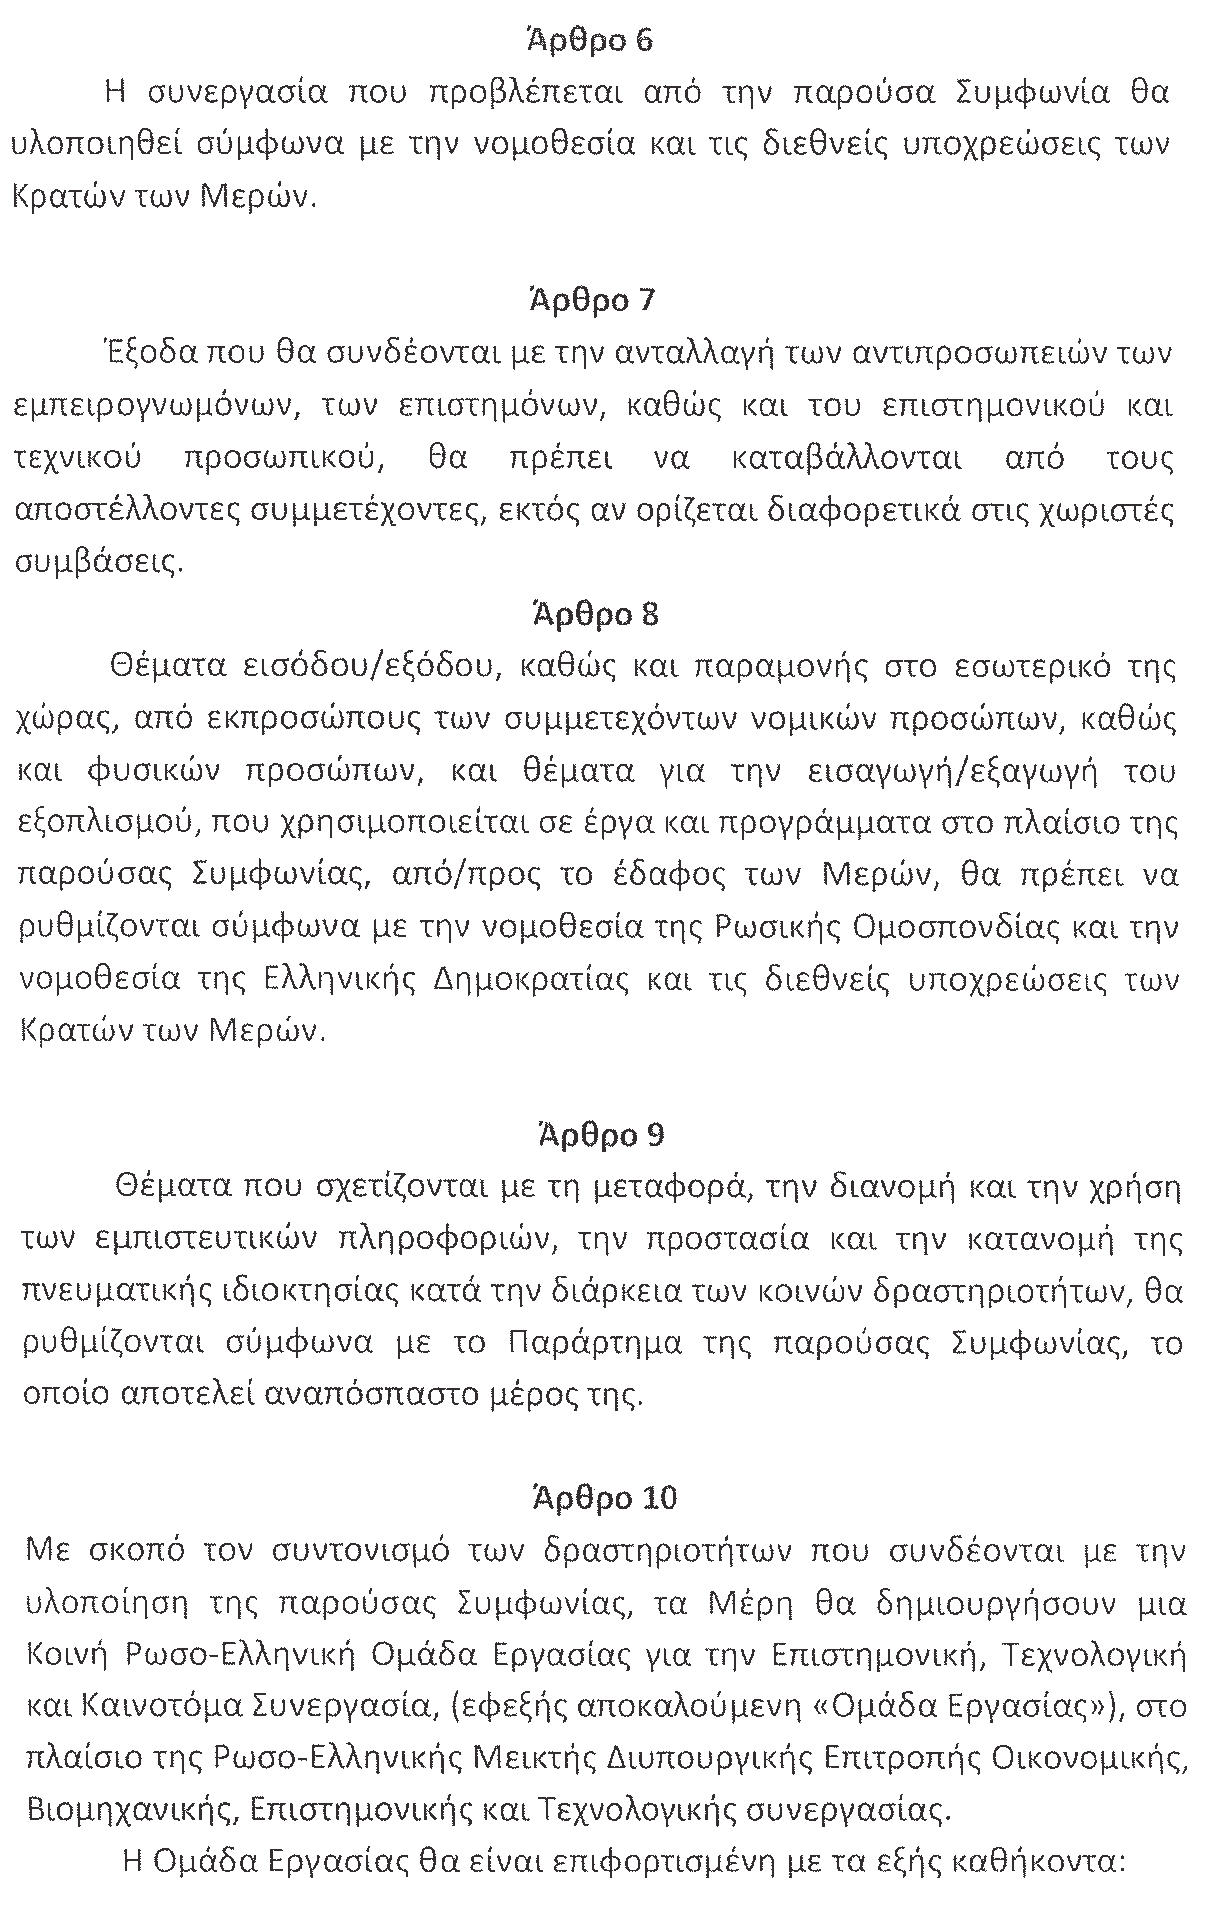 Άρθρο 6
Η συνεργασία που προβλέπεται από την παρούσα Συμφωνία θα
υλοποιηθεί σύμφωνα με την νομοθεσία και τις διεθνείς υποχρεώσεις των
Κρατών των Μερών.
Άρθρο 7
Έξοδα που θα συνδέονται με την ανταλλαγή των αντιπροσωπειών των
εμπειρογνωμόνων, των επιστημόνων, καθώς και του επιστημονικού και
τεχνικού προσωπικού, θα πρέπει να καταβάλλονται από τους
αποστέλλοντες συμμετέχοντες, εκτός αν ορίζεται διαφορετικά στις χωριστές
συμβάσεις.
Άρθρο 8
Θέματα εισόδου/εξόδου, καθώς και παραμονής στο εσωτερικό της
χώρας, από εκπροσώπους των συμμετεχόντων νομικών προσώπων, καθώς
και φυσικών προσώπων, και θέματα για την εισαγωγή/εξαγωγή του
εξοπλισμού, που χρησιμοποιείται σε έργα και προγράμματα στο πλαίσιο της
παρούσας Συμφωνίας, από/προς το έδαφος των Μερών, θα πρέπει να
ρυθμίζονται σύμφωνα με την νομοθεσία της Ρωσικής Ομοσπονδίας και την
νομοθεσία της Ελληνικής Δημοκρατίας και τις διεθνείς υποχρεώσεις των
Κρατών των Μερών.
Άρθρο 9
Θέματα που σχετίζονται με τη μεταφορά, την διανομή και την χρήση
των εμπιστευτικών πληροφοριών, την προστασία και την κατανομή της
πνευματικής ιδιοκτησίας κατά την διάρκεια των κοινών δραστηριοτήτων, θα
ρυθμίζονται σύμφωνα με το Παράρτημα της παρούσας Συμφωνίας, το
οποίο αποτελεί αναπόσπαστο μέρος της.
Άρθρο 10
Με σκοπό τον συντονισμό των δραστηριοτήτων που συνδέονται με την
υλοποίηση της παρούσας Συμφωνίας, τα Μέρη θα δημιουργήσουν μια
Κοινή Ρωσο-Ελληνική Ομάδα Εργασίας για την Επιστημονική, Τεχνολογική
και Καινοτόμα Συνεργασία, (εφεξής αποκαλούμενη «Ομάδα Εργασίας»), στο
πλαίσιο της Ρωσο-Ελληνικής Μεικτής Διυπουργικής Επιτροπής Οικονομικής,
Βιομηχανικής, Επιστημονικής και Τεχνολογικής συνεργασίας.
Η Ομάδα Εργασίας θα είναι επιφορτισμένη με τα εξής καθήκοντα: